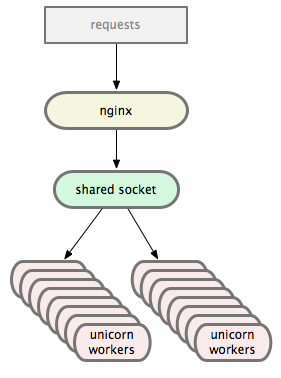 requests
nginx
shared socket
unicorn
workers
unicorn
workers